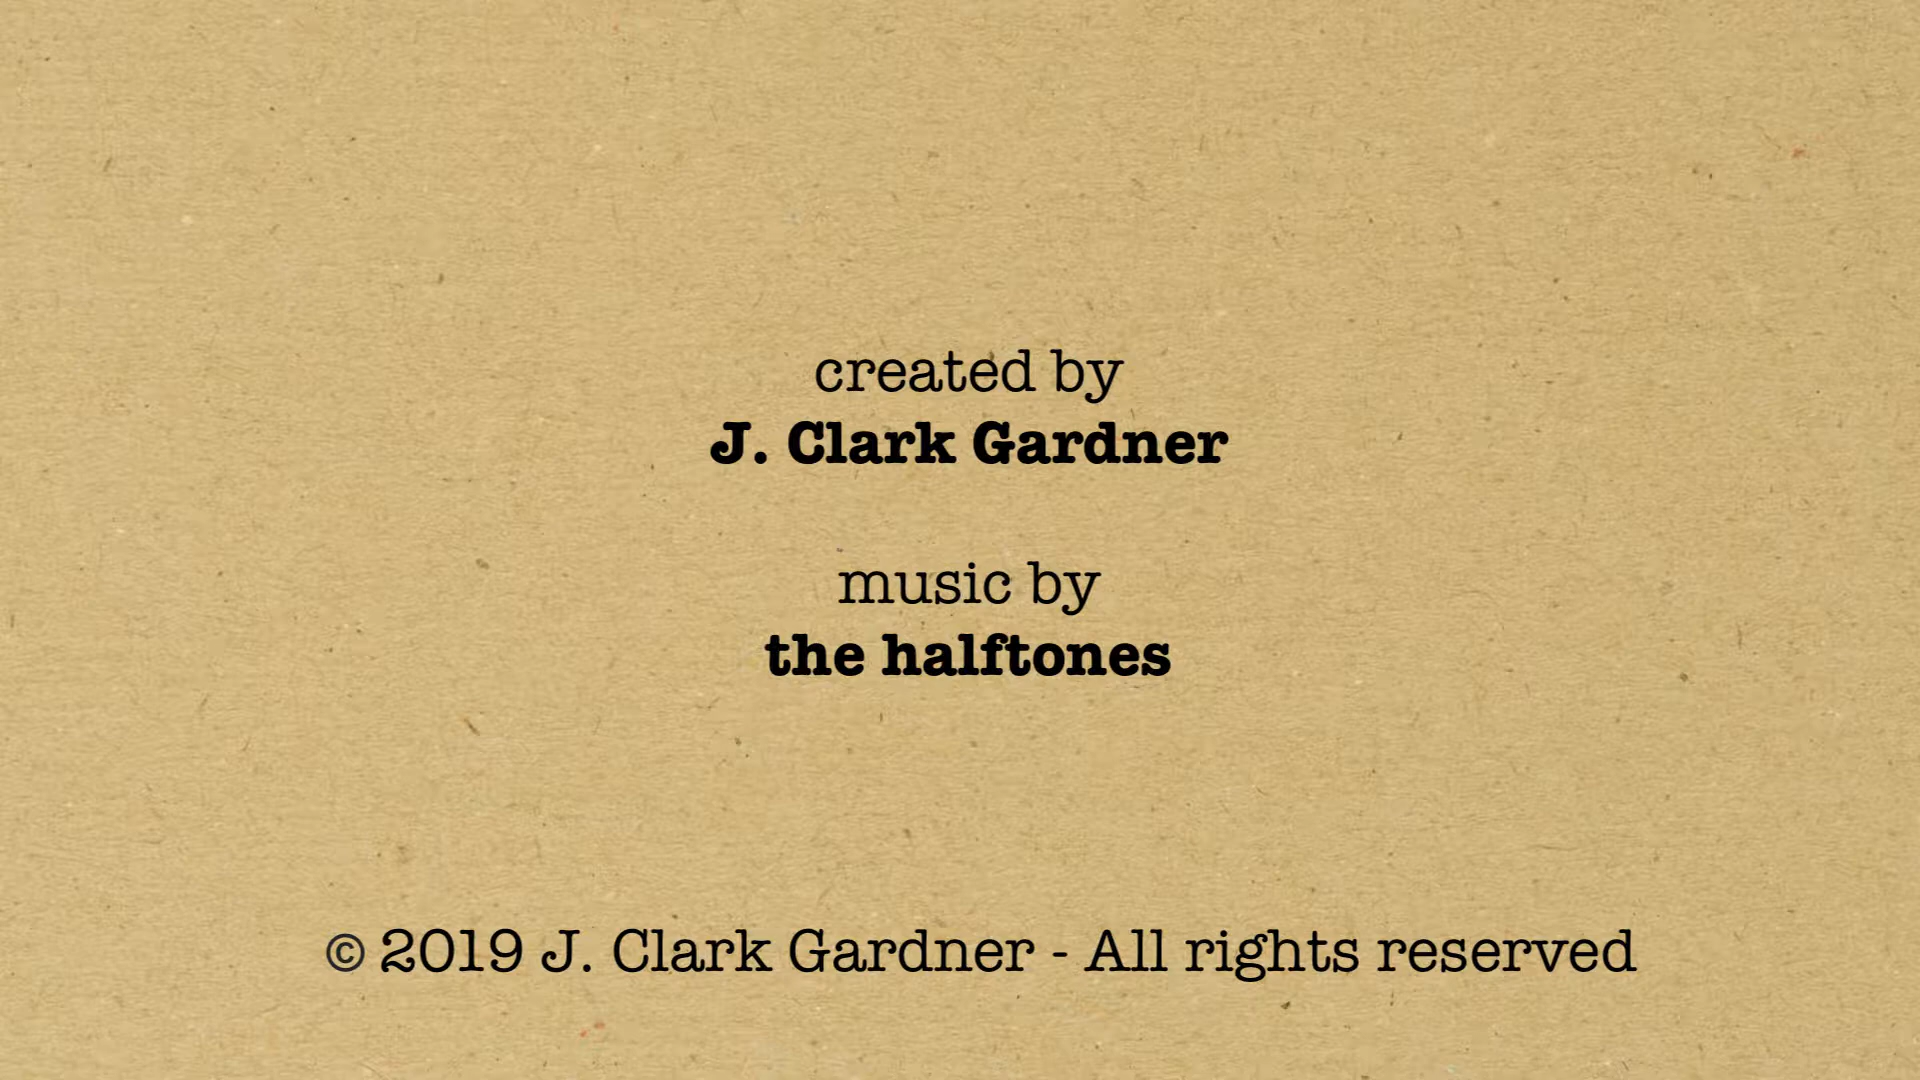 created by
J. Clark Gardner
music by
the halftones
© 2019 J. Clark Gardner - All rights reserved